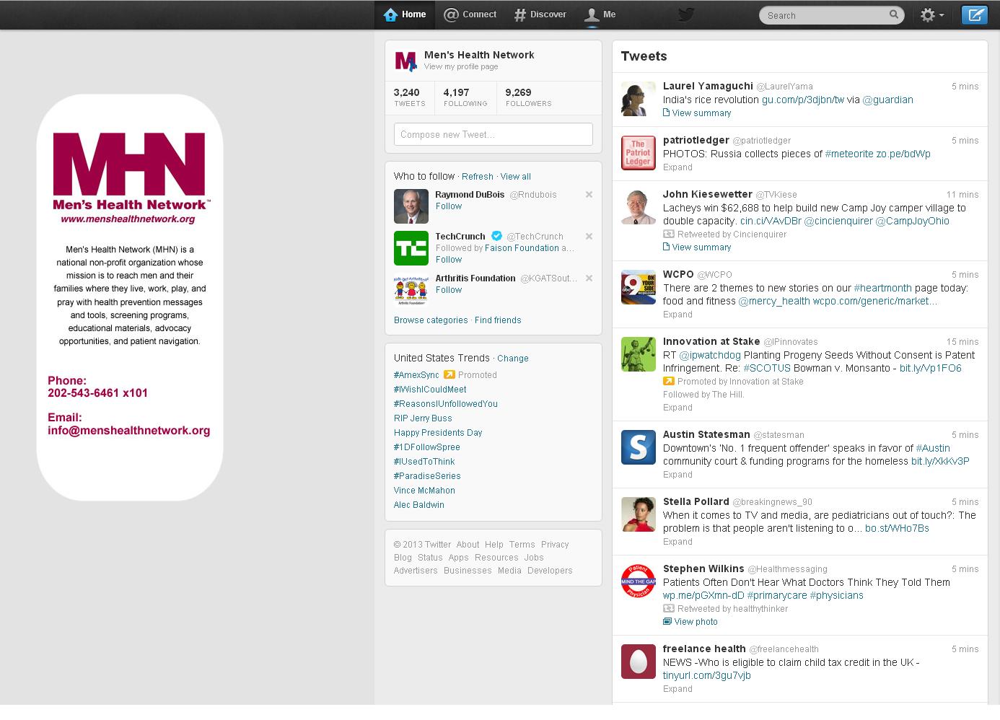 Home
Connect
Discover
Me
Search
MHN
Men's Health Network™
www.menshealthnetwork.org
Men's Health Network (MHN) is a
national non-profit organization whose
mission is to reach men and their
families where they live, work, play, and
pray with health prevention messages
and tools, screening programs,
educational materials, advocacy
opportunities, and patient navigation.
Phone:
202-543-6461 x101
Email:
info@menshealthnetwork.org
M
Men's Health Network
View my profile page
3,240 4,197 9,269
TWEETS FOLLOWING FOLLOWERS
Compose new Tweet...
Who to follow · Refresh · View all
Raymond DuBois @Rndubois
Follow
TC
TechCrunch @TechCrunch
Followed by Faison Foundation a...
Follow
Arthritis Foundation @KGATSout...
Follow
Browse categories · Find friends
United States Trends · Change
#AmexSync Promoted
#IWishICouldMeet
#ReasonsIUnfollowedYou
RIP Jerry Buss
Happy Presidents Day
#1DFollowSpree
#IUsedToThink
#ParadiseSeries
Vince McMahon
Alec Baldwin
© 2013 Twitter About Help Terms Privacy
Blog Status Apps Resources Jobs
Advertisers Businesses Media Developers
Tweets
Laurel Yamaguchi @LaurelYama 5 mins
India's rice revolution gu.com/p/3djbn/tw via @guardian
View summary
The
Patriot
Ledger
patriotledger @patriotledger 5 mins
PHOTOS: Russia collects pieces of #meteorite zo.pe/bdWp
Expand
John Kiesewetter @TVKiese 11 mins
Lacheys win $62,688 to help build new Camp Joy camper village to
double capacity. cin.ci/VAvDBr @cincienquirer @CampJoyOhio
Retweeted by Cincienquirer
View summary
abc 9
ON
YOUR
SIDE
wcpo.com
WCPO @WCPO 5 mins
There are 2 themes to new stories on our #heartmonth page today:
food and fitness @mercy_health wcpo.com/generic/market...
Expand
Innovation at Stake @IPinnovates 15 mins
RT @ipwatchdog Planting Progeny Seeds Without Consent is Patent
Infringement. Re: #SCOTUS Bowman v. Monsanto - bit.ly/Vp1FO6
Promoted by Innovation at Stake
Followed by The Hill.
Expand
S
Austin Statesman @statesman 5 mins
Downtown's 'No. 1 frequent offender' speaks in favor of #Austin
community court & funding programs for the homeless bit.ly/XkKv3P
Expand
Stella Pollard @breakingnews_90 5 mins
When it comes to TV and media, are pediatricians out of touch?: The
problem is that people aren't listening to o... bo.st/WHo7Bs
Expand
Patient
MIND THE GAP
Physician
Stephen Wilkins @Healthmessaging 5 mins
Patients Often Don't Hear What Doctors Think They Told Them
wp.me/pGXmn-dD #primarycare #physicians
Retweeted by healthythinker
View photo
freelance health @freelancehealth 5 mins
NEWS -Who is eligible to claim child tax credit in the UK -
tinyurl.com/3gu7vjb
Expand